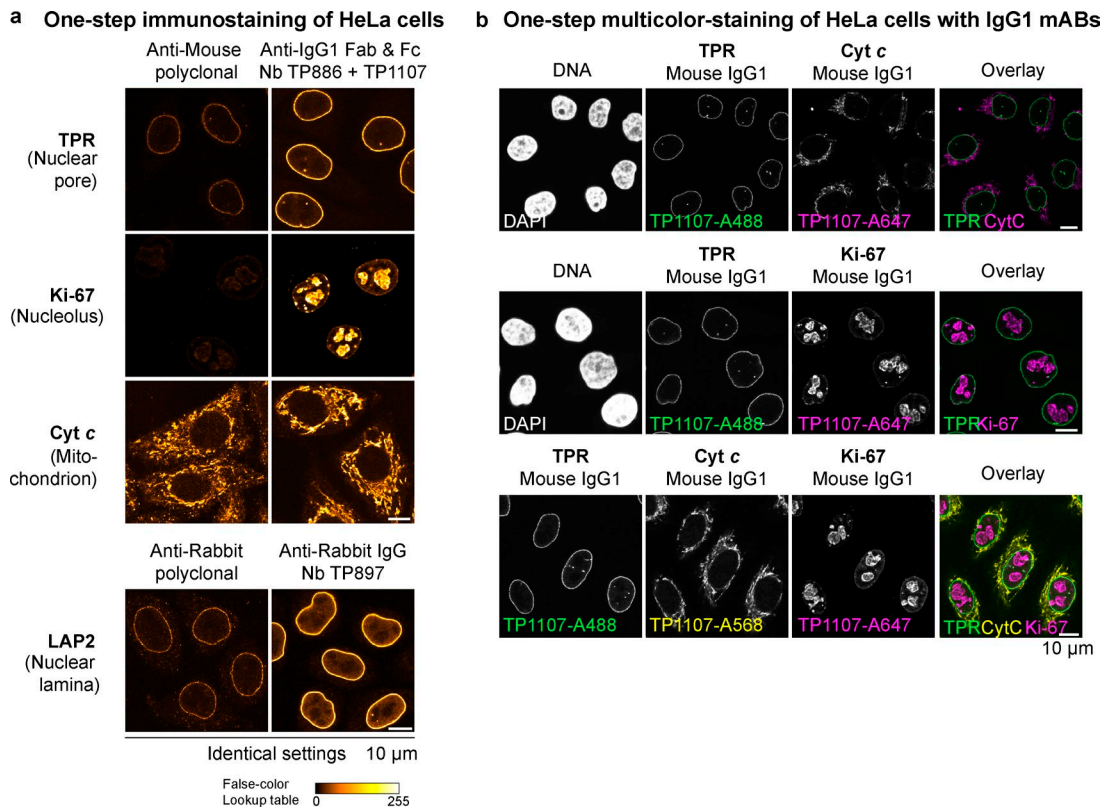 a One-step immunostaining of HeLa cells
Anti-Mouse
polyclonal
Anti-IgG1 Fab & Fc
Nb TP886 + TP1107
TPR
(Nuclear
pore)
Ki-67
(Nucleolus)
Cyt c
(Mito-
chondrion)
Anti-Rabbit
polyclonal
Anti-Rabbit IgG
Nb TP897
LAP2
(Nuclear
lamina)
Identical settings 10 µm
False-color
Lookup table
0 255
b One-step multicolor-staining of HeLa cells with IgG1 mABs
DNA
TPR
Mouse IgG1
Cyt c
Mouse IgG1
Overlay
DAPI
TP1107-A488
TP1107-A647
TPR CytC
DNA
TPR
Mouse IgG1
Ki-67
Mouse IgG1
Overlay
DAPI
TP1107-A488
TP1107-A647
TPRKi-67
TPR
Mouse IgG1
Cyt c
Mouse IgG1
Ki-67
Mouse IgG1
Overlay
TP1107-A488
TP1107-A568
TP1107-A647
TPRCytCKi-67
10 µm